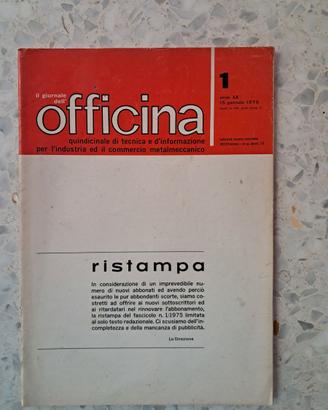 il giornale
dell'
officina
quindicinale di tecnica e d'informazione
per l'industria ed il commercio metalmeccanico
1
anno XX
15 gennaio 1975
ristampa
In considerazione di un imprevedibile nu-
mero di nuovi abbonati ed avendo perciò
esaurito le pur abbondanti scorte, siamo co-
stretti ad offrire ai nuovi sottoscrittori ed
ai ritardatari nel rinnovare l'abbonamento,
la ristampa del fascicolo n. 1/1975 limitata
al solo testo redazionale. Ci scusiamo dell'in-
completezza e della mancanza di pubblicità.
La Direzione